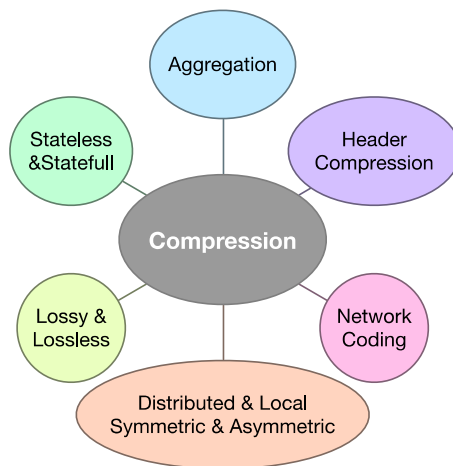 Aggregation
Stateless
&Statefull
Header
Compression
Compression
Lossy &
Lossless
Network
Coding
Distributed & Local
Symmetric & Asymmetric